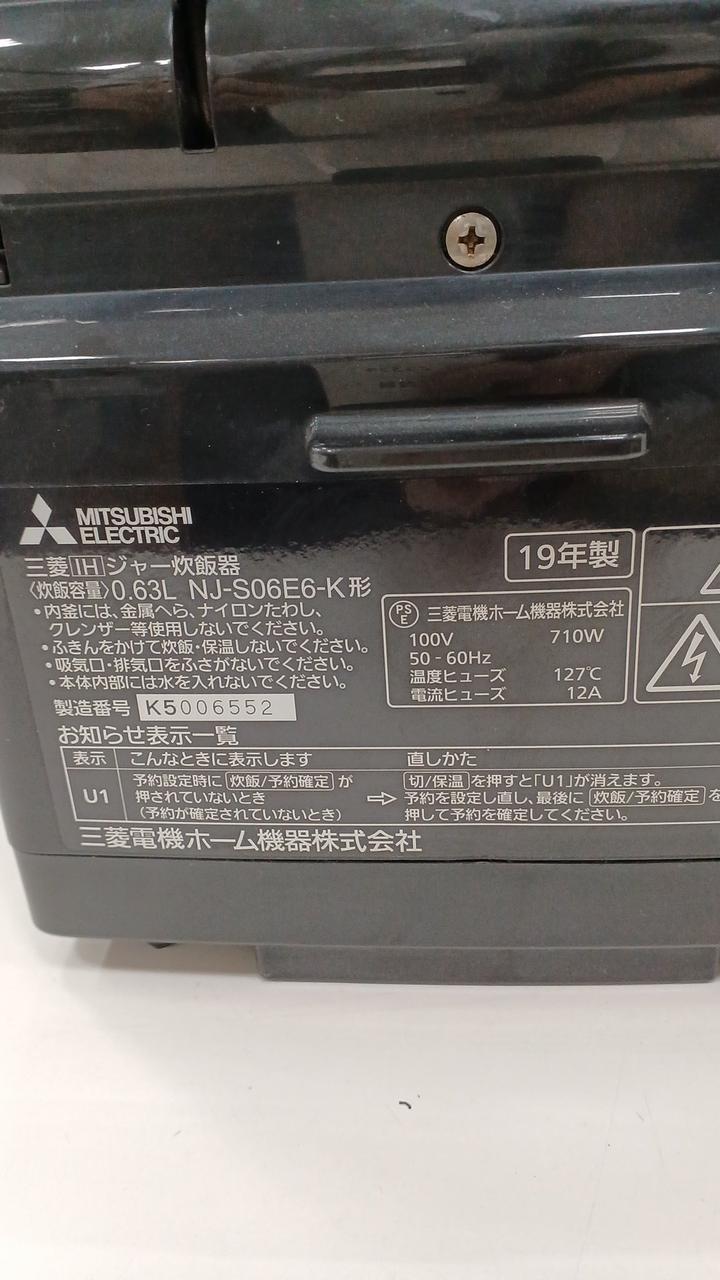 MITSUBISHI
ELECTRIC
三菱IHジャー炊飯器
19年製
〈炊飯容量〉0.63L NJ-S06E6-K形
・内釜には、金属へら、ナイロンたわし、
クレンザー等使用しないでください。
・ふきんをかけて炊飯・保温しないでください。
・吸気口・排気口をふさがないでください。
・本体内部には水を入れないでください。
PSE 三菱電機ホーム機器株式会社
100V 710W
50-60Hz
温度ヒューズ 127℃
電流ヒューズ 12A
製造番号 K5006552
お知らせ表示一覧
表示 こんなときに表示します 直しかた
U1
予約設定時に 炊飯/予約確定 が
押されていないとき
(予約が確定されていないとき)
⇨
切/保温 を押すと「U1」が消えます。
予約を設定し直し、最後に 炊飯/予約確定 を
押して予約を確定してください。
三菱電機ホーム機器株式会社